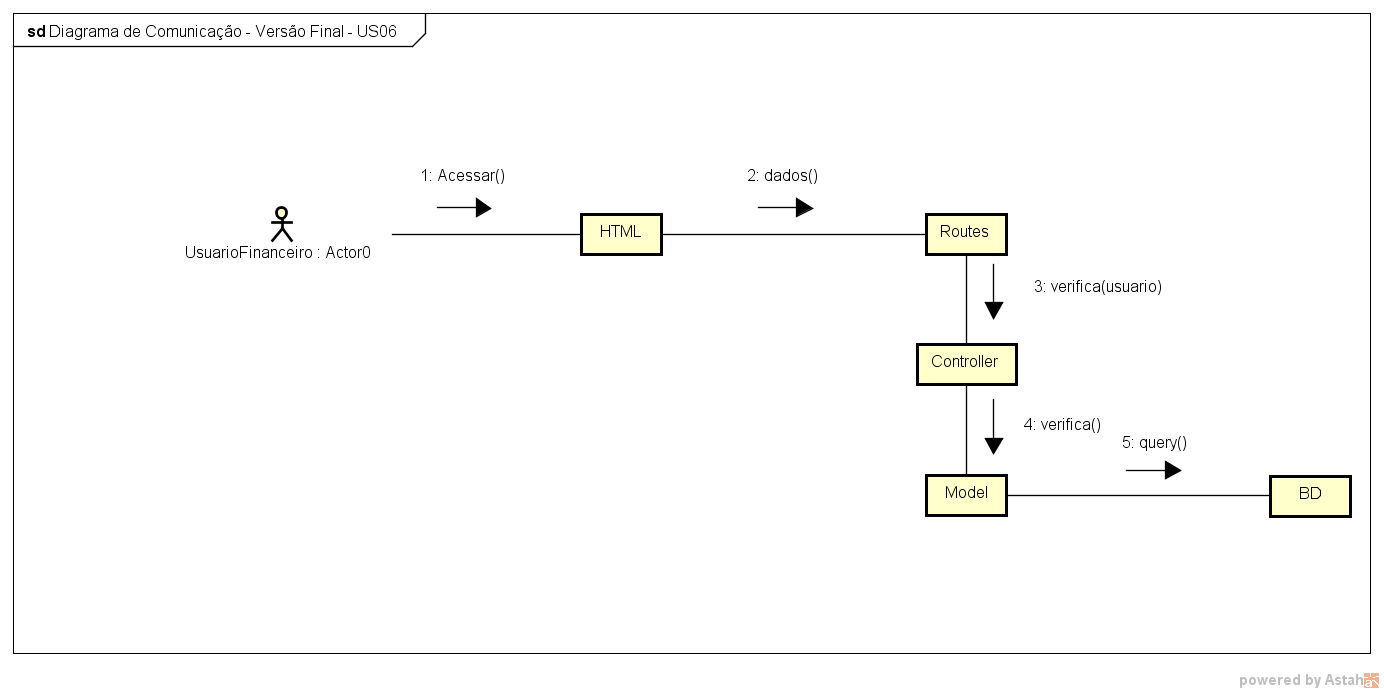 sd Diagrama de Comunicação - Versão Final - US06
1: Acessar()
2: dados()
UsuarioFinanceiro : Actor0
HTML
Routes
3: verifica(usuario)
Controller
4: verifica()
5: query()
Model
BD
powered by Astah